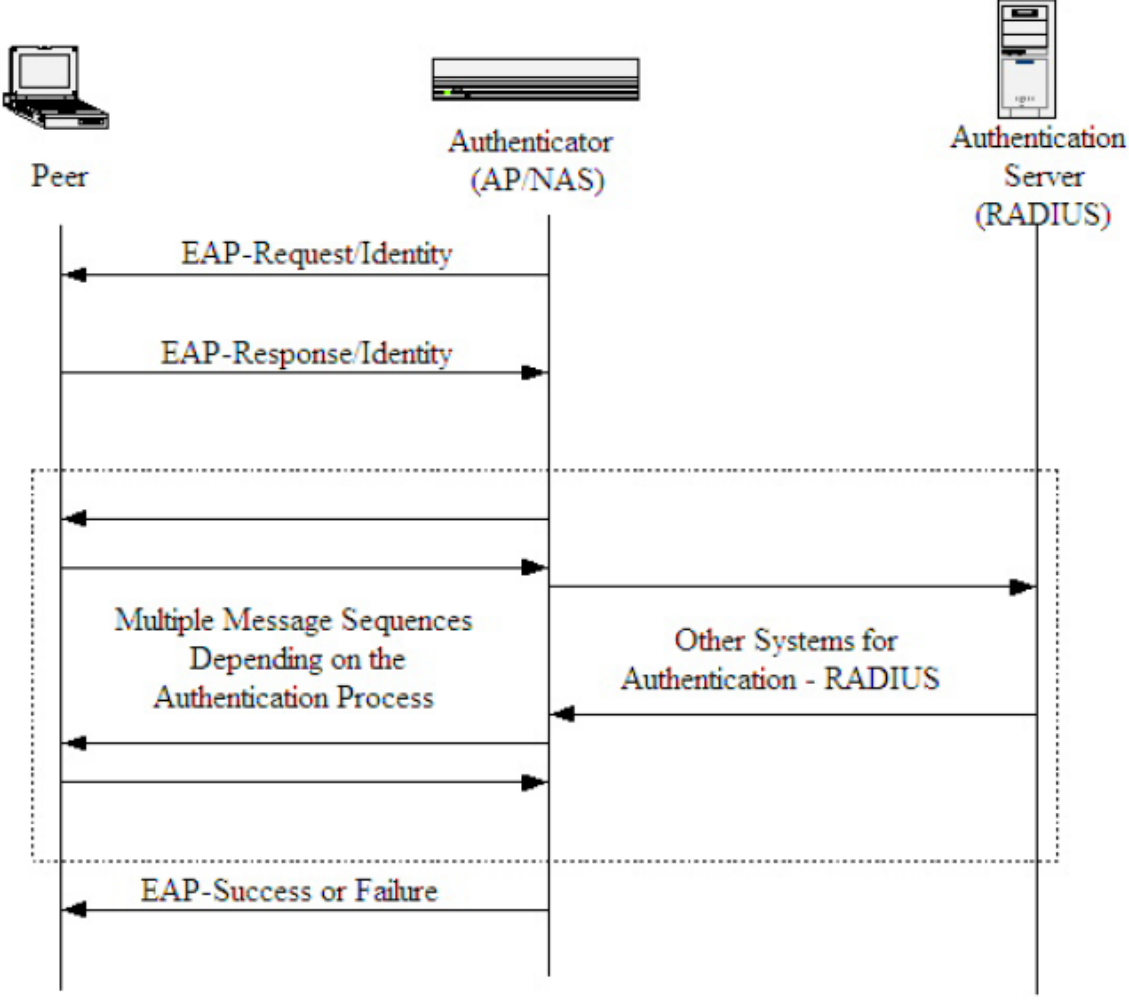 Peer
Authenticator
(AP/NAS)
Authentication
Server
(RADIUS)
EAP-Request/Identity
EAP-Response/Identity
Multiple Message Sequences
Depending on the
Authentication Process
Other Systems for
Authentication - RADIUS
EAP-Success or Failure